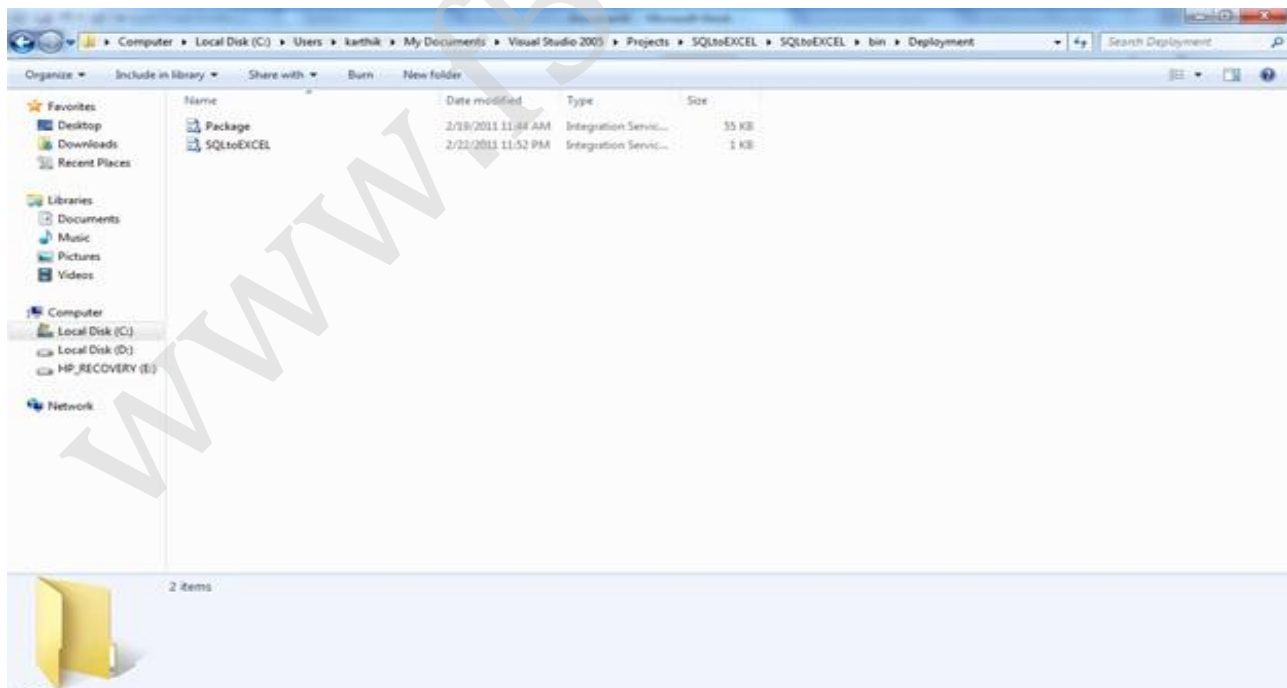 Computer ▸ Local Disk (C:) ▸ Users ▸ karthik ▸ My Documents ▸ Visual Studio 2005 ▸ Projects ▸ SQLtoEXCEL ▸ SQLtoEXCEL ▸ bin ▸ Deployment
Search Deployment
Organize Include in library Share with Burn New folder
Name Date modified Type Size
Package 2/19/2011 11:44 AM Integration Servic... 55 KB
SQLtoEXCEL 2/22/2011 11:52 PM Integration Servic... 1 KB
Favorites
Desktop
Downloads
Recent Places
Libraries
Documents
Music
Pictures
Videos
Computer
Local Disk (C:)
Local Disk (D:)
HP_RECOVERY (E:)
Network
2 items
www.